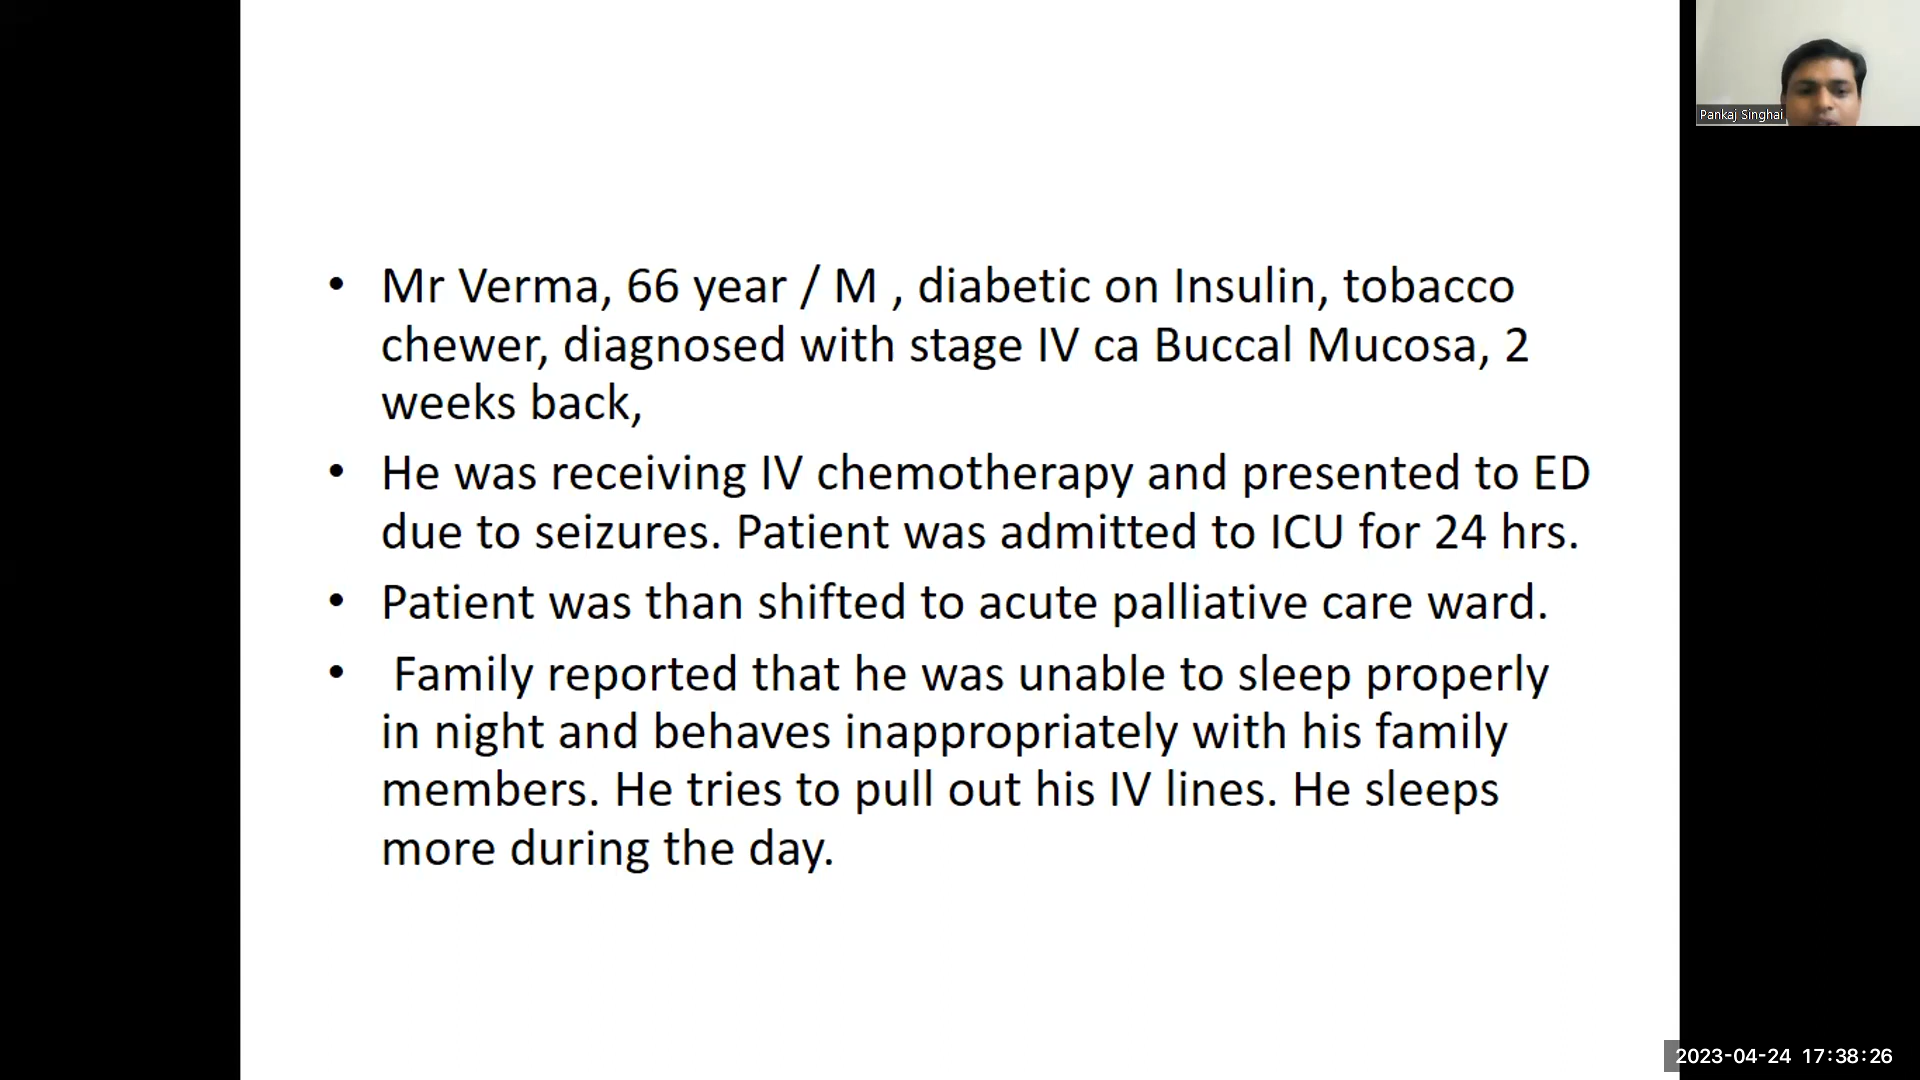 • Mr Verma, 66 year / M , diabetic on Insulin, tobacco
chewer, diagnosed with stage IV ca Buccal Mucosa, 2
weeks back,
• He was receiving IV chemotherapy and presented to ED
due to seizures. Patient was admitted to ICU for 24 hrs.
• Patient was than shifted to acute palliative care ward.
• Family reported that he was unable to sleep properly
in night and behaves inappropriately with his family
members. He tries to pull out his IV lines. He sleeps
more during the day.
Pankaj Singhai
2023-04-24 17:38:26